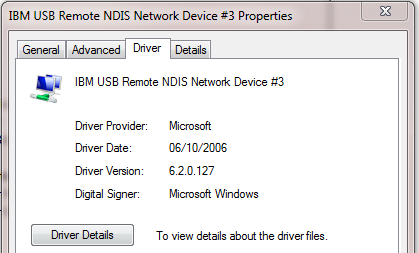 IBM USB Remote NDIS Network Device #3 Properties
General Advanced Driver Details
IBM USB Remote NDIS Network Device #3
Driver Provider: Microsoft
Driver Date: 06/10/2006
Driver Version: 6.2.0.127
Digital Signer: Microsoft Windows
Driver Details To view details about the driver files.